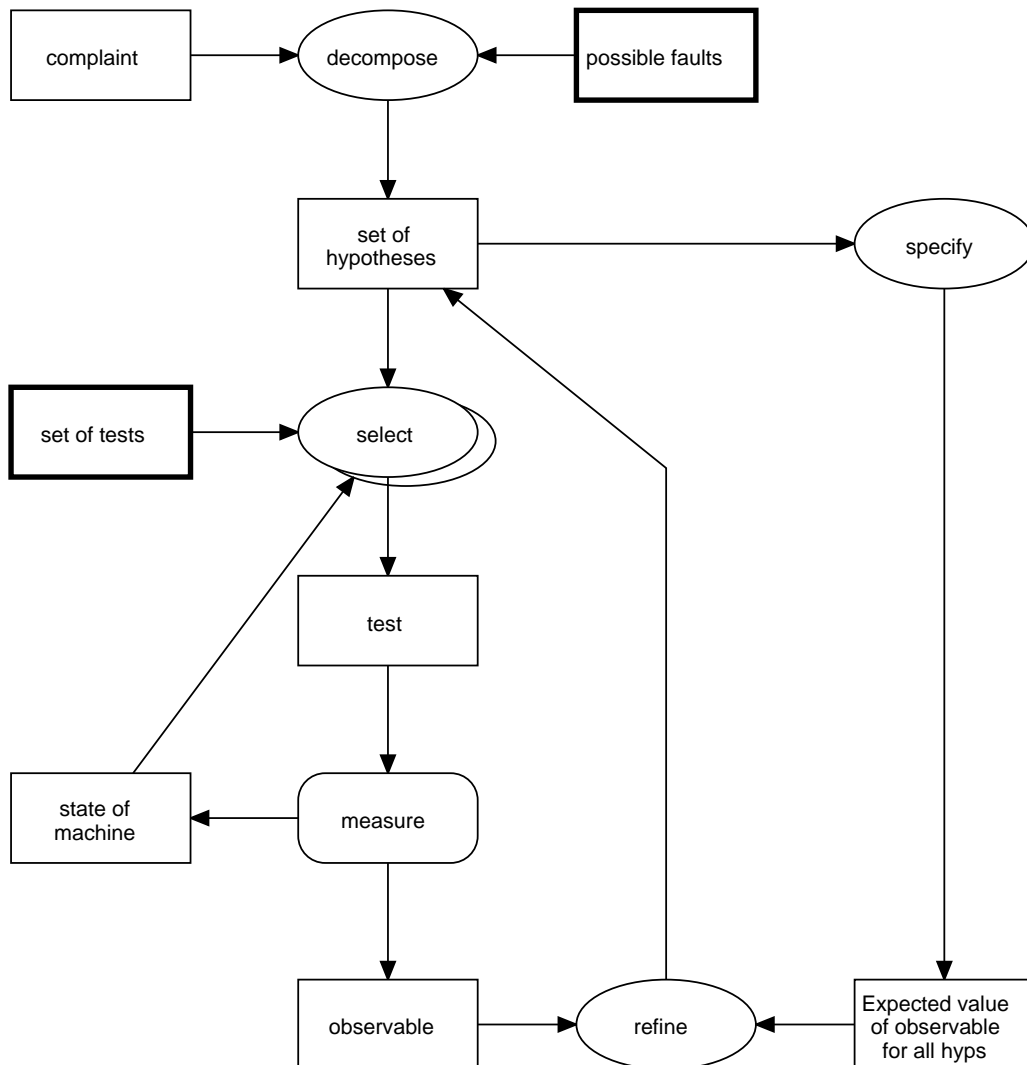 complaint
decompose
possible faults
set of
hypotheses
specify
set of tests
select
test
state of
machine
measure
observable
refine
Expected value
of observable
for all hyps